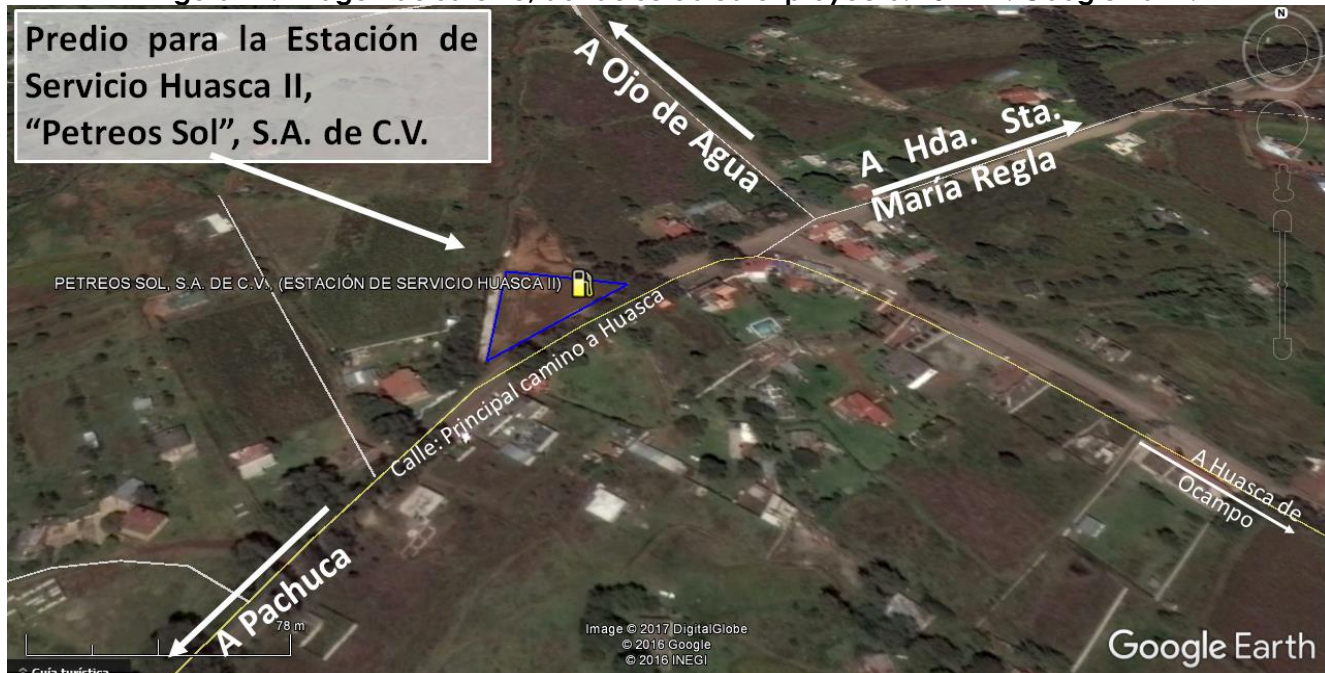 Predio para la Estación de
Servicio Huasca II,
“Petreos Sol”, S.A. de C.V.
A Ojo de Agua
A Hda. Sta.
María Regla
N
PETREOS SOL, S.A. DE C.V., (ESTACIÓN DE SERVICIO HUASCA II)
Calle: Principal camino a Huasca
A Huasca de
Ocampo
A Pachuca
78 m
Image © 2017 DigitalGlobe
© 2016 Google
© 2016 INEGI
Google Earth
Guía turística